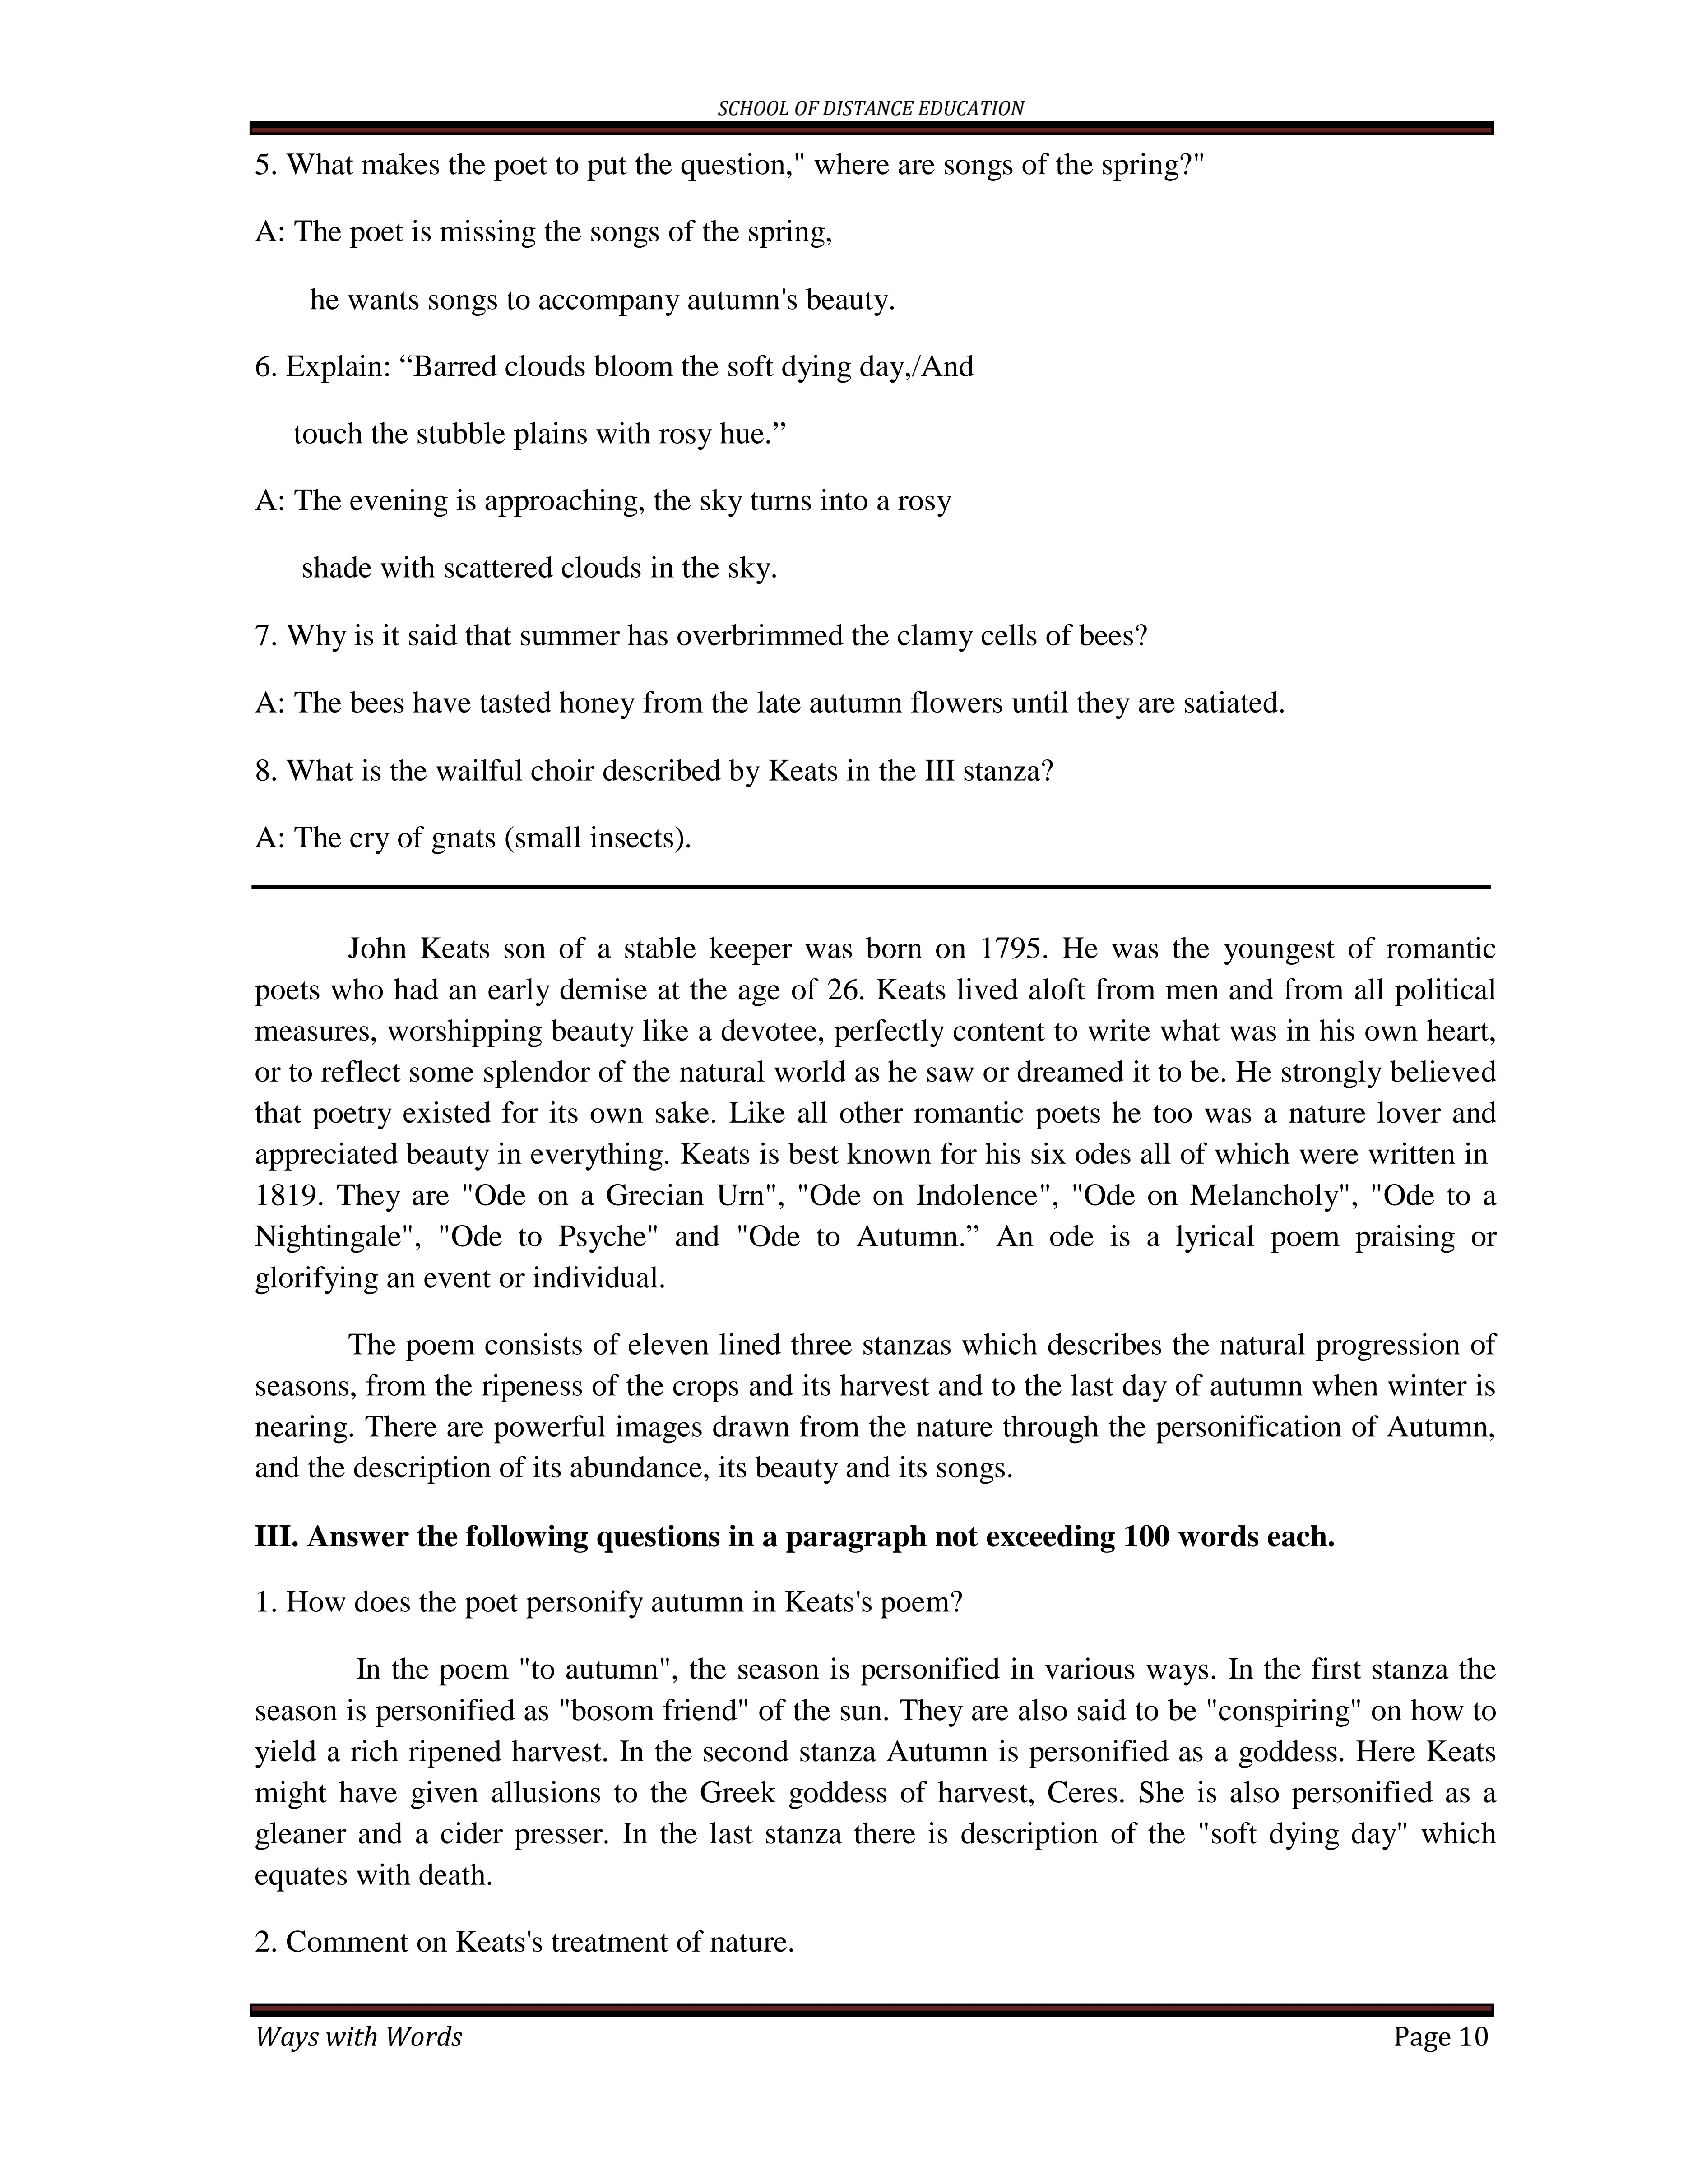 SCHOOL OF DISTANCE EDUCATION
5. What makes the poet to put the question," where are songs of the spring?"
A: The poet is missing the songs of the spring,
he wants songs to accompany autumn's beauty.
6. Explain: “Barred clouds bloom the soft dying day,/And
touch the stubble plains with rosy hue.”
A: The evening is approaching, the sky turns into a rosy
shade with scattered clouds in the sky.
7. Why is it said that summer has overbrimmed the clamy cells of bees?
A: The bees have tasted honey from the late autumn flowers until they are satiated.
8. What is the wailful choir described by Keats in the III stanza?
A: The cry of gnats (small insects).
John Keats son of a stable keeper was born on 1795. He was the youngest of romantic
poets who had an early demise at the age of 26. Keats lived aloft from men and from all political
measures, worshipping beauty like a devotee, perfectly content to write what was in his own heart,
or to reflect some splendor of the natural world as he saw or dreamed it to be. He strongly believed
that poetry existed for its own sake. Like all other romantic poets he too was a nature lover and
appreciated beauty in everything. Keats is best known for his six odes all of which were written in
1819. They are "Ode on a Grecian Urn", "Ode on Indolence", "Ode on Melancholy", "Ode to a
Nightingale", "Ode to Psyche" and "Ode to Autumn.” An ode is a lyrical poem praising or
glorifying an event or individual.
The poem consists of eleven lined three stanzas which describes the natural progression of
seasons, from the ripeness of the crops and its harvest and to the last day of autumn when winter is
nearing. There are powerful images drawn from the nature through the personification of Autumn,
and the description of its abundance, its beauty and its songs.
III. Answer the following questions in a paragraph not exceeding 100 words each.
1. How does the poet personify autumn in Keats's poem?
In the poem "to autumn", the season is personified in various ways. In the first stanza the
season is personified as "bosom friend" of the sun. They are also said to be "conspiring" on how to
yield a rich ripened harvest. In the second stanza Autumn is personified as a goddess. Here Keats
might have given allusions to the Greek goddess of harvest, Ceres. She is also personified as a
gleaner and a cider presser. In the last stanza there is description of the "soft dying day" which
equates with death.
2. Comment on Keats's treatment of nature.
Ways with Words Page 10